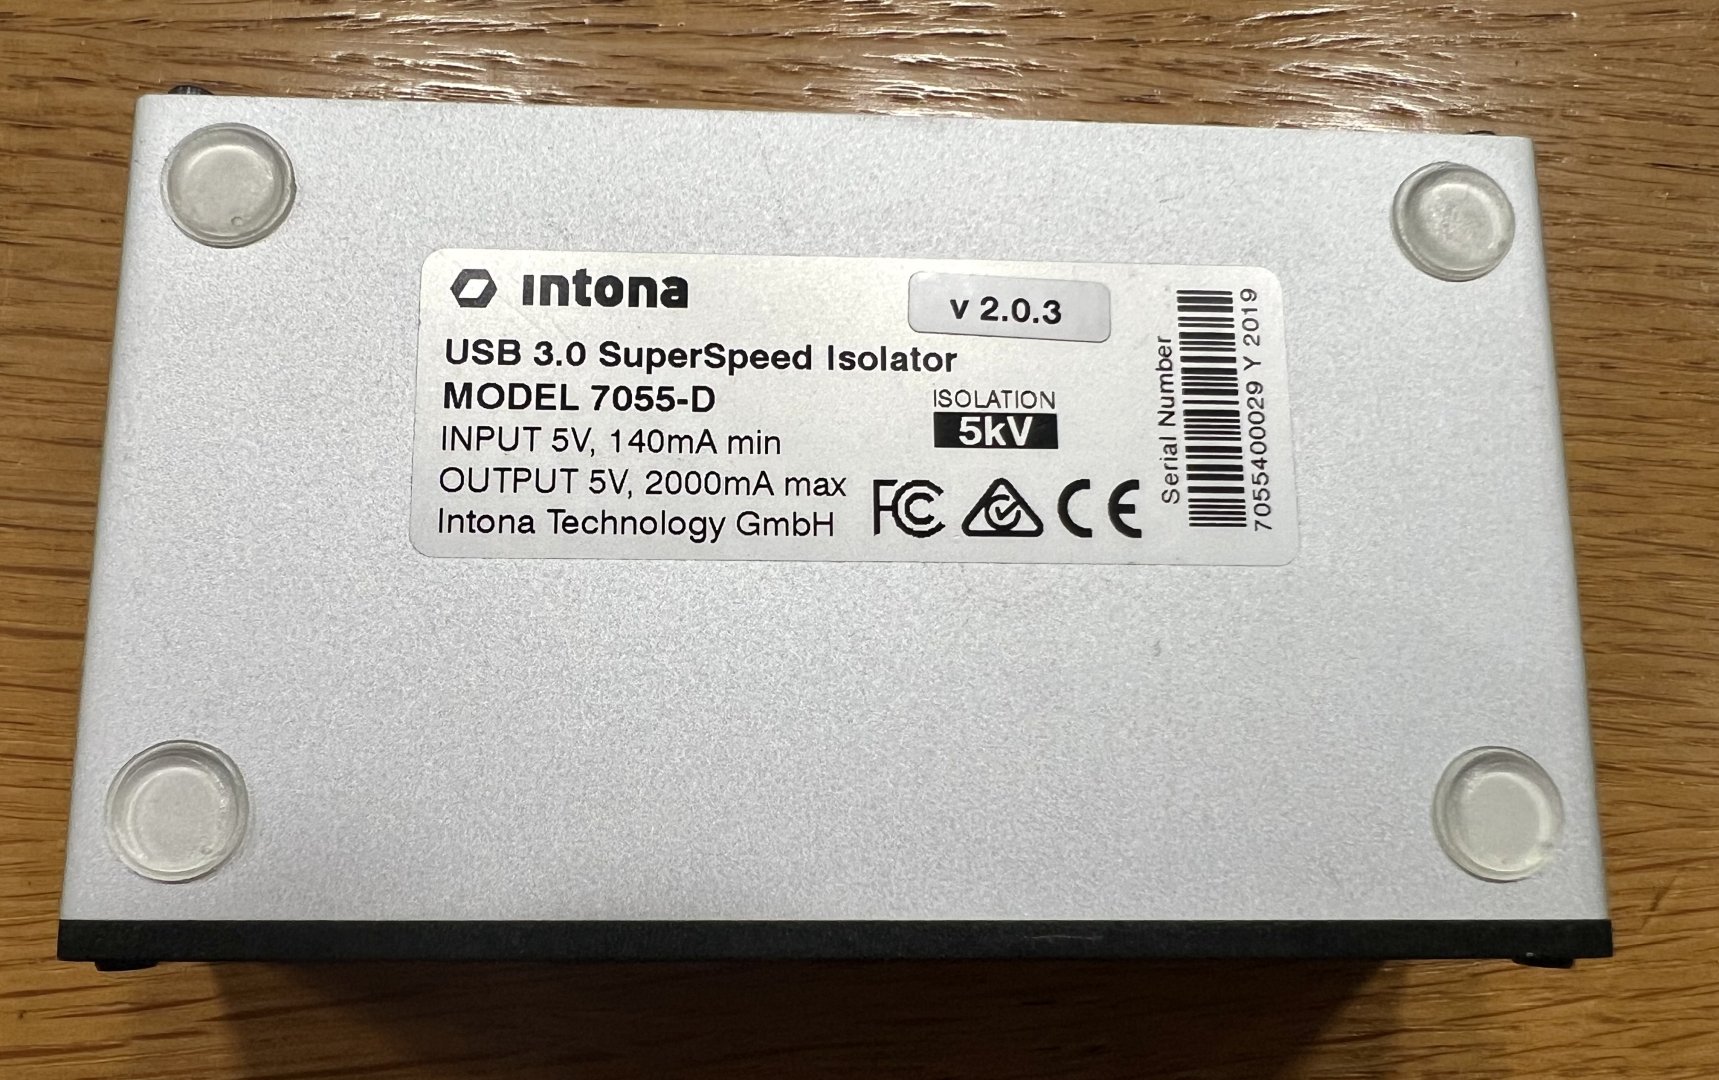 intona
v 2.0.3
USB 3.0 SuperSpeed Isolator
MODEL 7055-D
INPUT 5V, 140mA min
OUTPUT 5V, 2000mA max
Intona Technology GmbH
ISOLATION
5kV
FC
CE
Serial Number
7055400029 Y 2019